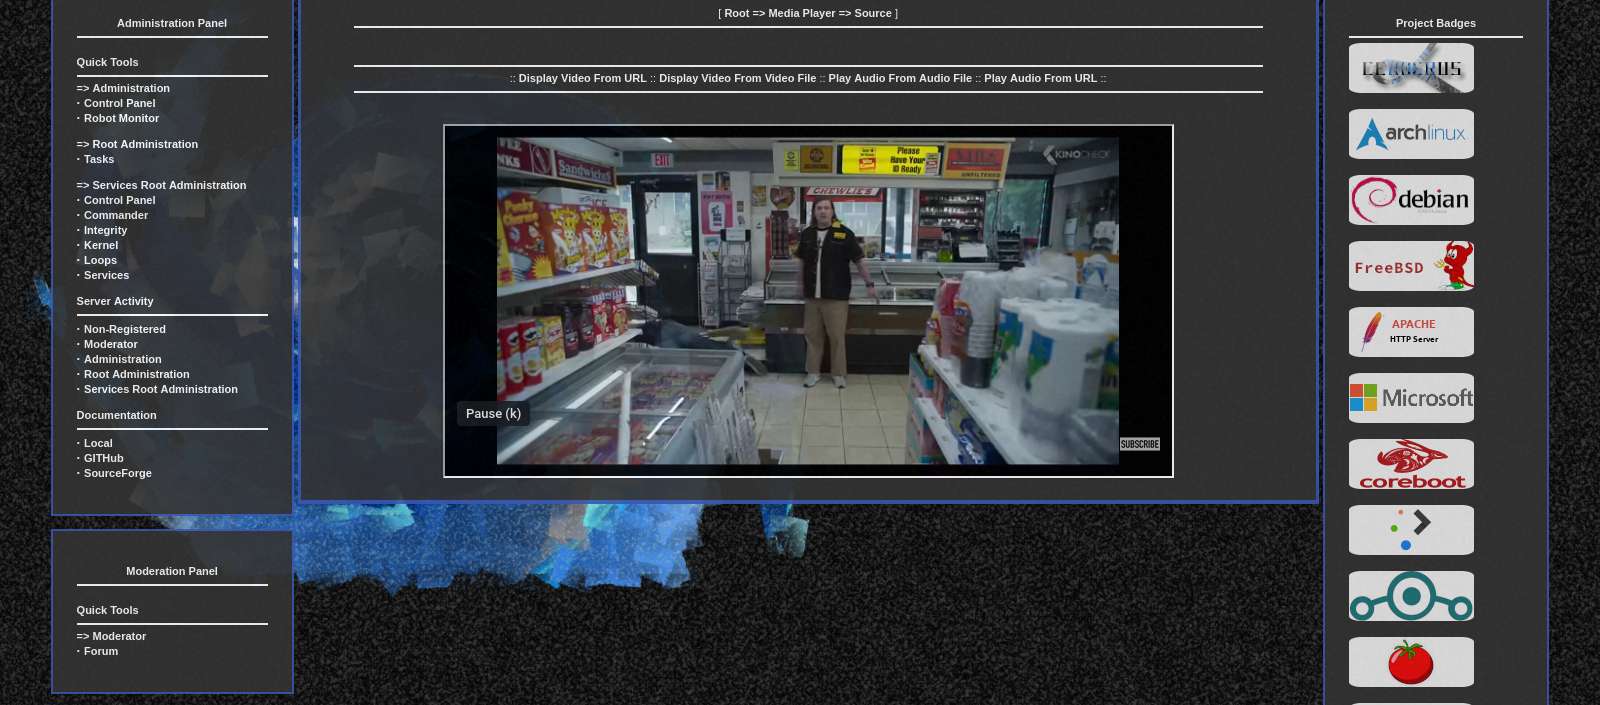 Administration Panel
Quick Tools
=> Administration
· Control Panel
· Robot Monitor
=> Root Administration
· Tasks
=> Services Root Administration
· Control Panel
· Commander
· Integrity
· Kernel
· Loops
· Services
Server Activity
· Non-Registered
· Moderator
· Administration
· Root Administration
· Services Root Administration
Documentation
· Local
· GITHub
· SourceForge
Moderation Panel
Quick Tools
=> Moderator
· Forum
[ Root => Media Player => Source ]
:: Display Video From URL :: Display Video From Video File :: Play Audio From Audio File :: Play Audio From URL ::
Sandwiches
EXIT
Please
Have Your
ID Ready
UNFILTERED
KINOCHECK
CHEWLIE'S
ICE
Pause (k)
SUBSCRIBE
Project Badges
CERBERUS
archlinux
debian
FreeBSD
APACHE
HTTP Server
Microsoft
coreboot